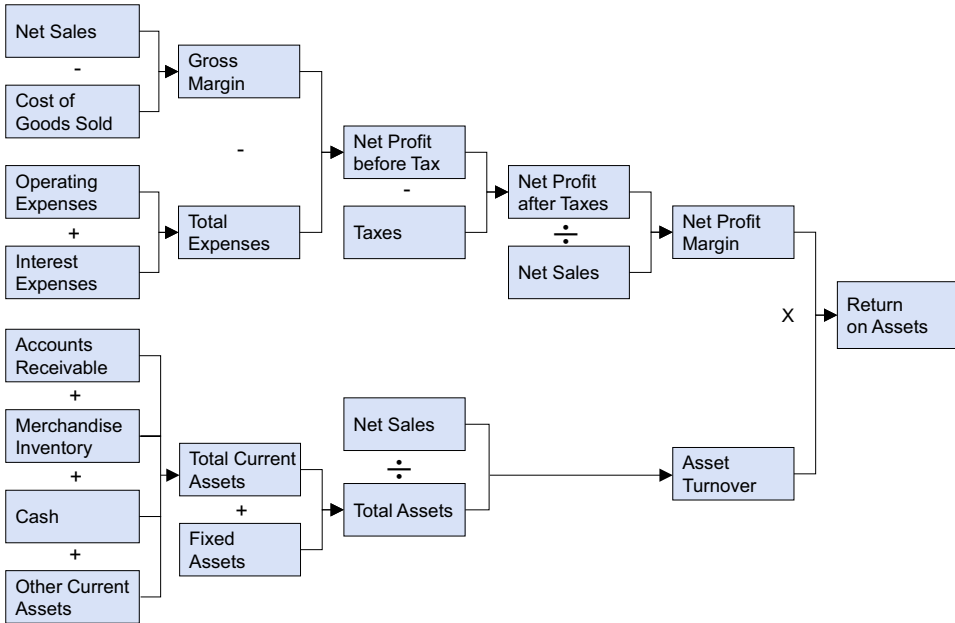 Net Sales
-
Cost of
Goods Sold
Gross
Margin
-
Operating
Expenses
+
Interest
Expenses
Total
Expenses
Net Profit
before Tax
-
Taxes
Net Profit
after Taxes
÷
Net Sales
Net Profit
Margin
X
Return
on Assets
Accounts
Receivable
+
Merchandise
Inventory
+
Cash
+
Other Current
Assets
Total Current
Assets
+
Fixed
Assets
Net Sales
÷
Total Assets
Asset
Turnover